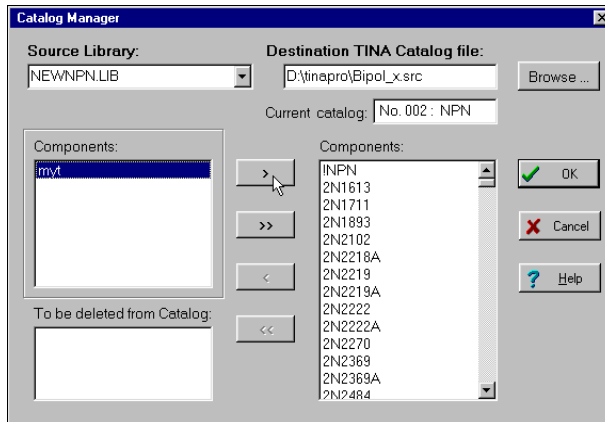 Catalog Manager
Source Library:
NEWNPN.LIB
Destination TINA Catalog file:
D:\tinapro\Bipol_x.src
Browse ...
Current catalog:
No. 002 : NPN
Components:
myt
To be deleted from Catalog:
>
>>
<
<<
Components:
!NPN
2N1613
2N1711
2N1893
2N2102
2N2218A
2N2219
2N2219A
2N2222
2N2222A
2N2270
2N2369
2N2369A
2N2484
OK
Cancel
Help